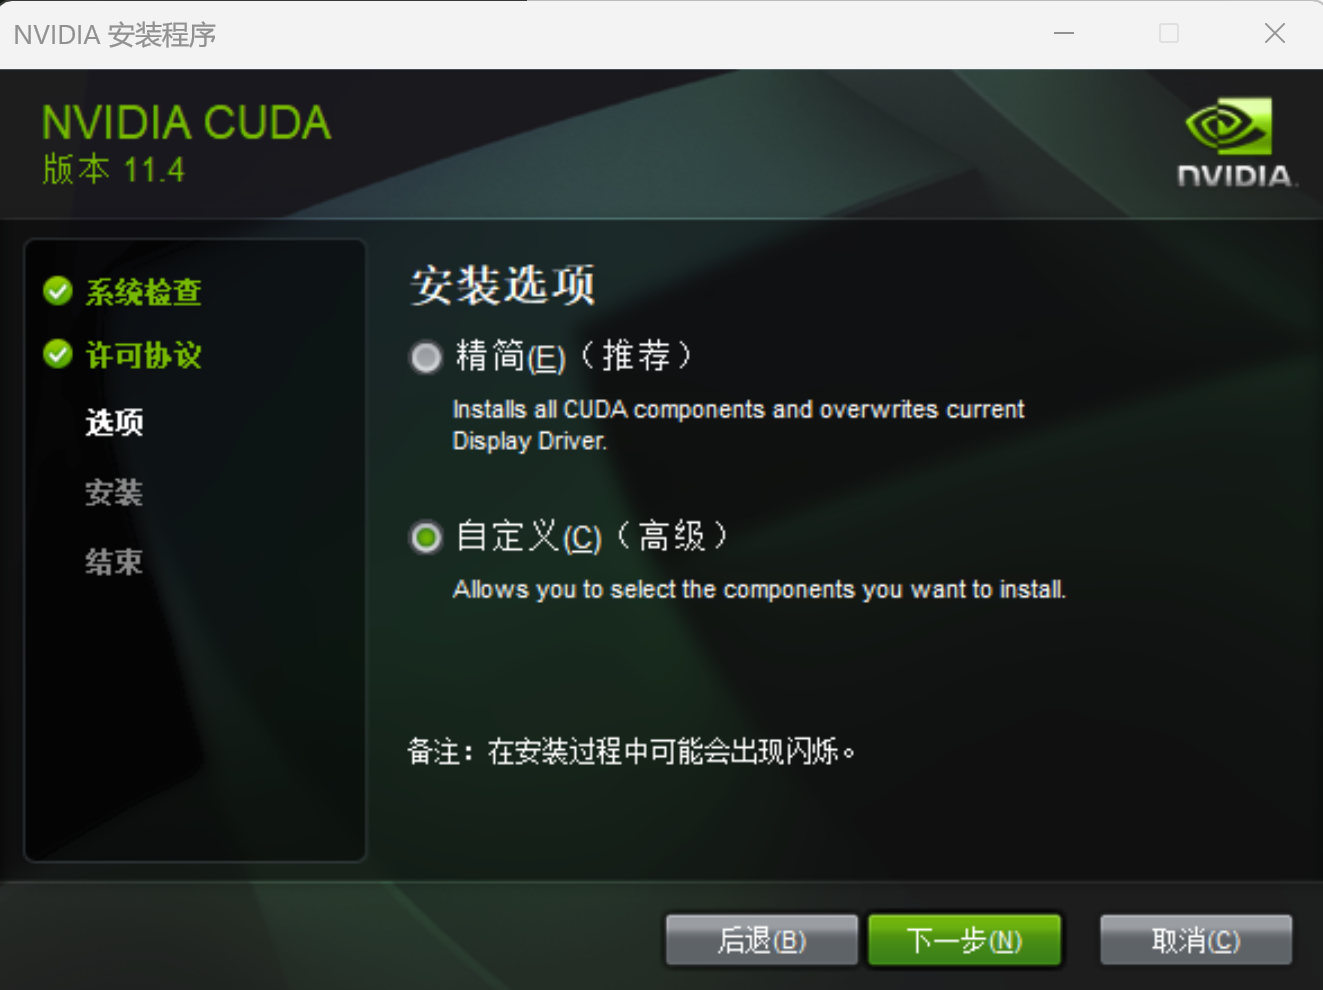 NVIDIA 安装程序
NVIDIA CUDA
版本 11.4
nVIDIA.
系统检查
许可协议
选项
安装
结束
安装选项
精简(E)（推荐）
Installs all CUDA components and overwrites current
Display Driver.
自定义(C)（高级）
Allows you to select the components you want to install.
备注：在安装过程中可能会出现闪烁。
后退(B)
下一步(N)
取消(C)